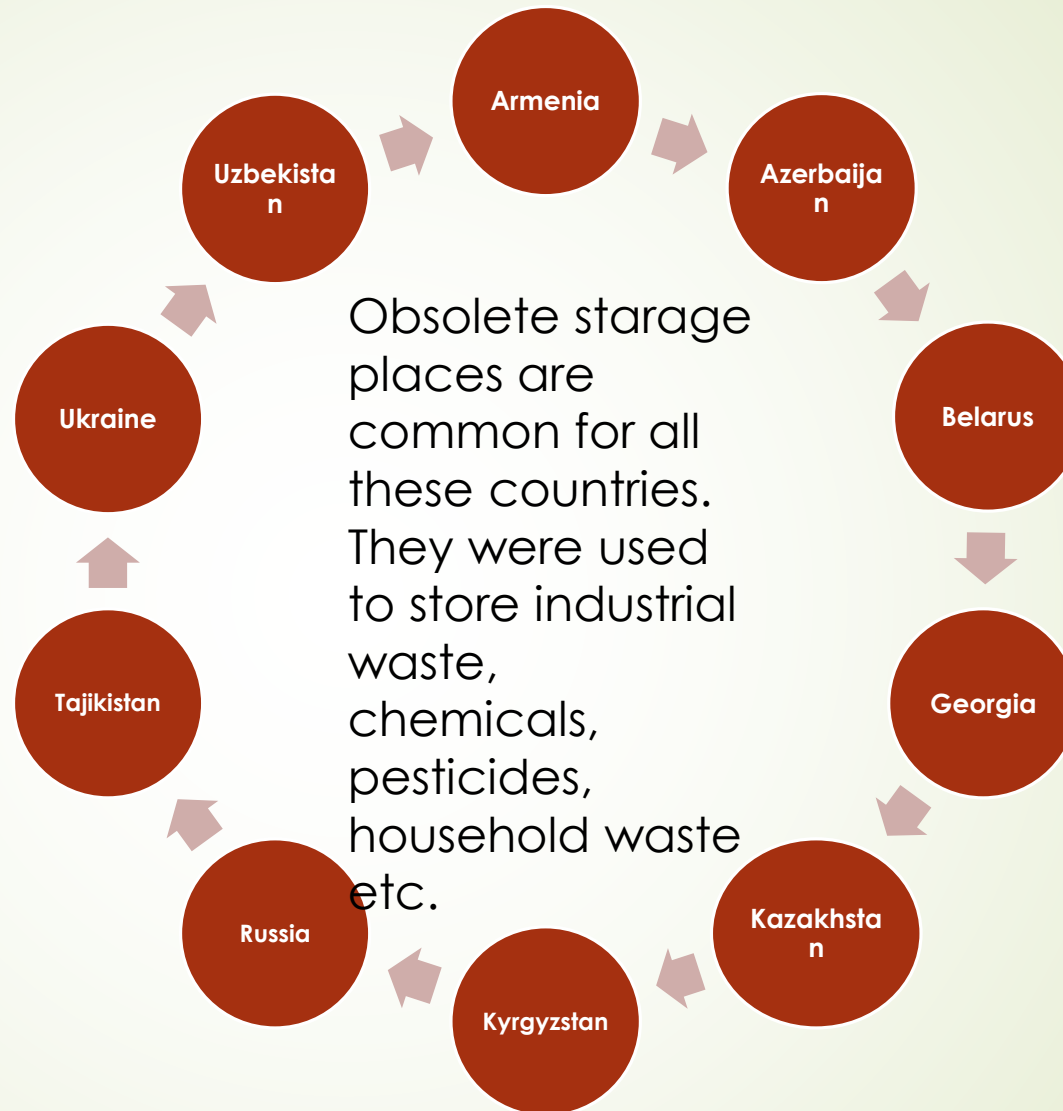 Armenia
Azerbaija
n
Belarus
Georgia
Kazakhsta
n
Kyrgyzstan
Russia
Tajikistan
Ukraine
Uzbekista
n
Obsolete starage
places are
common for all
these countries.
They were used
to store industrial
waste,
chemicals,
pesticides,
household waste
etc.